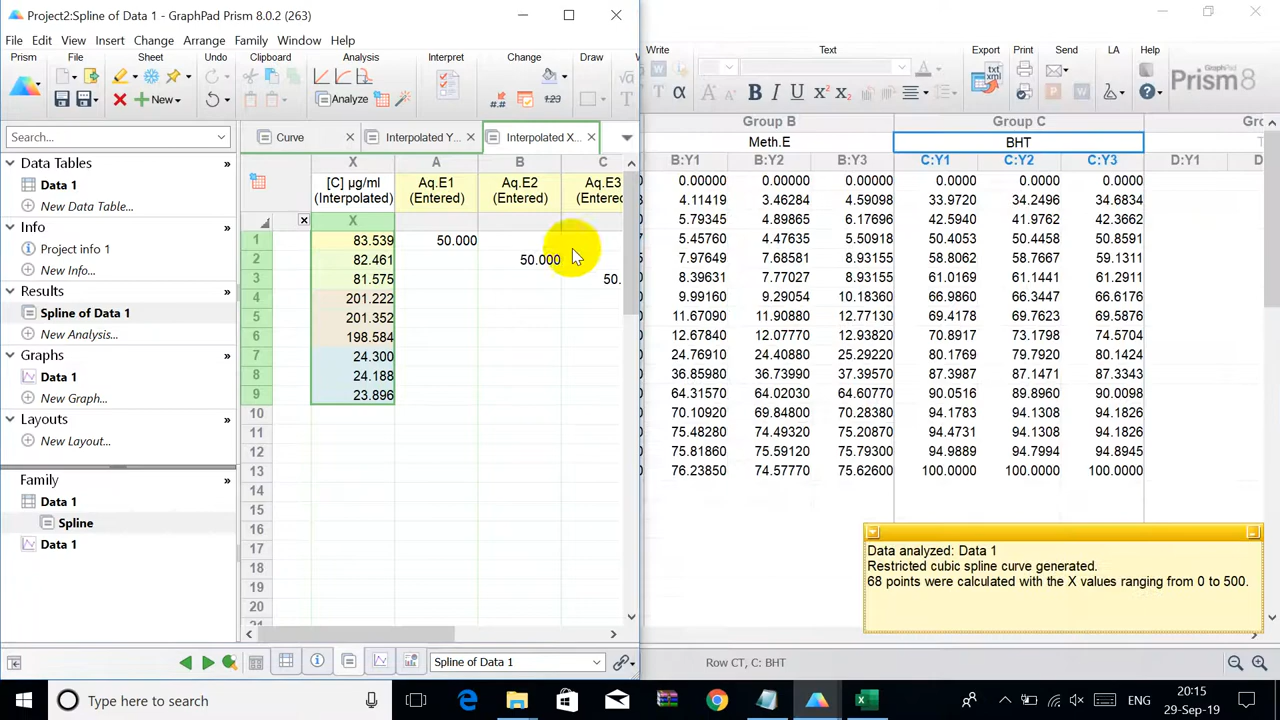 Project2:Spline of Data 1 - GraphPad Prism 8.0.2 (263)
File Edit View Insert Change Arrange Family Window Help
Prism File Sheet Undo Clipboard Analysis Interpret Change Draw
Analyze
New
Write Text Export Print Send LA Help
txt
xml
GraphPad
Prism8
Search...
Data Tables »
Data 1
New Data Table...
Info »
Project info 1
New Info...
Results »
Spline of Data 1
New Analysis...
Graphs »
Data 1
New Graph...
Layouts »
New Layout...
Family
Data 1
Spline
Data 1
Curve
Interpolated Y...
Interpolated X...
X A B C
[C] µg/ml Aq.E1 Aq.E2 Aq.E3
(Interpolated) (Entered) (Entered) (Entered
X
1 83.539 50.000
2 82.461 50.000
3 81.575 50.
4 201.222
5 201.352
6 198.584
7 24.300
8 24.188
9 23.896
10
11
12
13
14
15
16
17
18
19
20
21
Spline of Data 1
Group B Group C
Meth.E BHT
B:Y1 B:Y2 B:Y3 C:Y1 C:Y2 C:Y3 D:Y1
0.00000 0.00000 0.00000 0.0000 0.0000 0.0000
4.11419 3.46284 4.59098 33.9720 34.2496 34.6834
5.79345 4.89865 6.17696 42.5940 41.9762 42.3662
5.45760 4.47635 5.50918 50.4053 50.4458 50.8591
7.97649 7.68581 8.93155 58.8062 58.7667 59.1311
8.39631 7.77027 8.93155 61.0169 61.1441 61.2911
9.99160 9.29054 10.18360 66.9860 66.3447 66.6176
11.67090 11.90880 12.77130 69.4178 69.7623 69.5876
12.67840 12.07770 12.93820 70.8917 73.1798 74.5704
24.76910 24.40880 25.29220 80.1769 79.7920 80.1424
36.85980 36.73990 37.39570 87.3987 87.1471 87.3343
64.31570 64.02030 64.60770 90.0516 89.8960 90.0098
70.10920 69.84800 70.28380 94.1783 94.1308 94.1826
75.48280 74.49320 75.20870 94.4731 94.1308 94.1826
75.81860 75.59120 75.79300 94.9889 94.7994 94.8945
76.23850 74.57770 75.62600 100.0000 100.0000 100.0000
Data analyzed: Data 1
Restricted cubic spline curve generated.
68 points were calculated with the X values ranging from 0 to 500.
Row CT, C: BHT
Type here to search
ENG
20:15
29-Sep-19